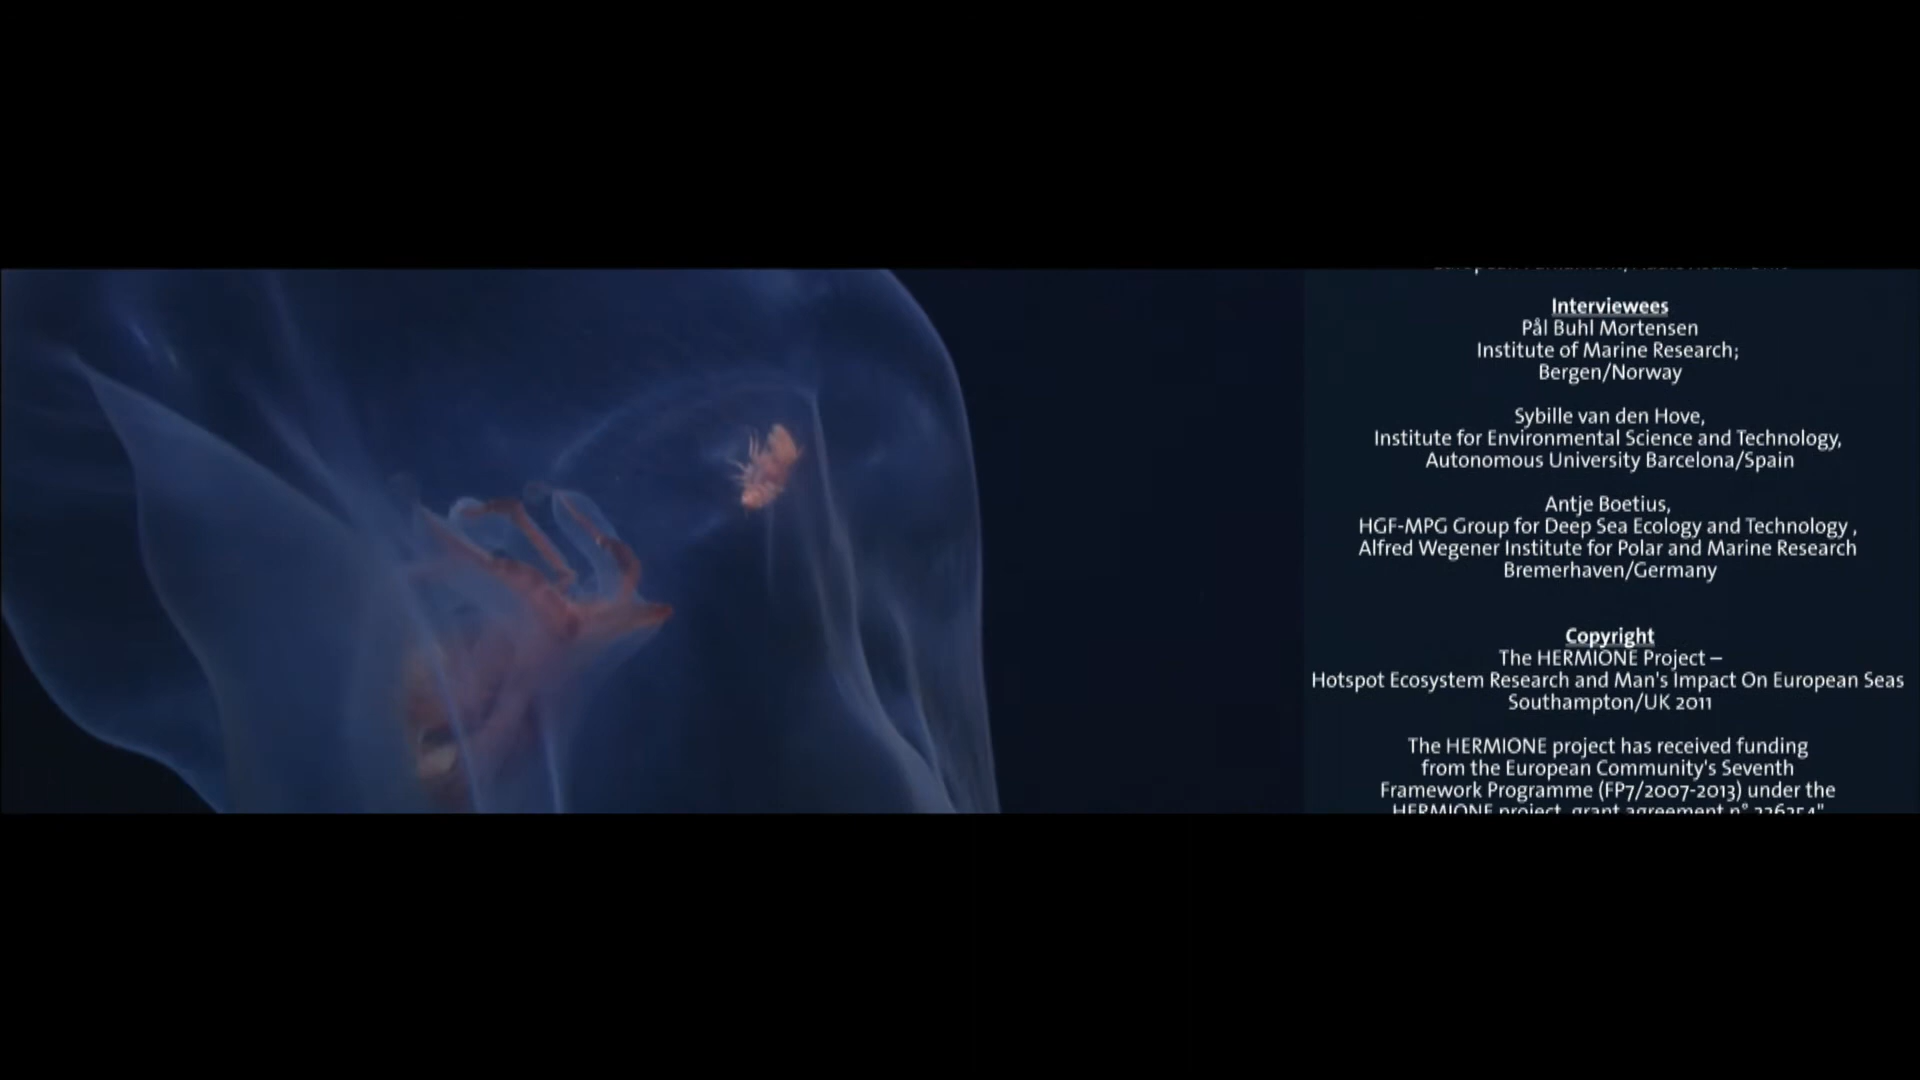 Interviewees
Pål Buhl Mortensen
Institute of Marine Research;
Bergen/Norway
Sybille van den Hove,
Institute for Environmental Science and Technology,
Autonomous University Barcelona/Spain
Antje Boetius,
HGF-MPG Group for Deep Sea Ecology and Technology ,
Alfred Wegener Institute for Polar and Marine Research
Bremerhaven/Germany
Copyright
The HERMIONE Project –
Hotspot Ecosystem Research and Man's Impact On European Seas
Southampton/UK 2011
The HERMIONE project has received funding
from the European Community's Seventh
Framework Programme (FP7/2007-2013) under the
HERMIONE project, grant agreement n°